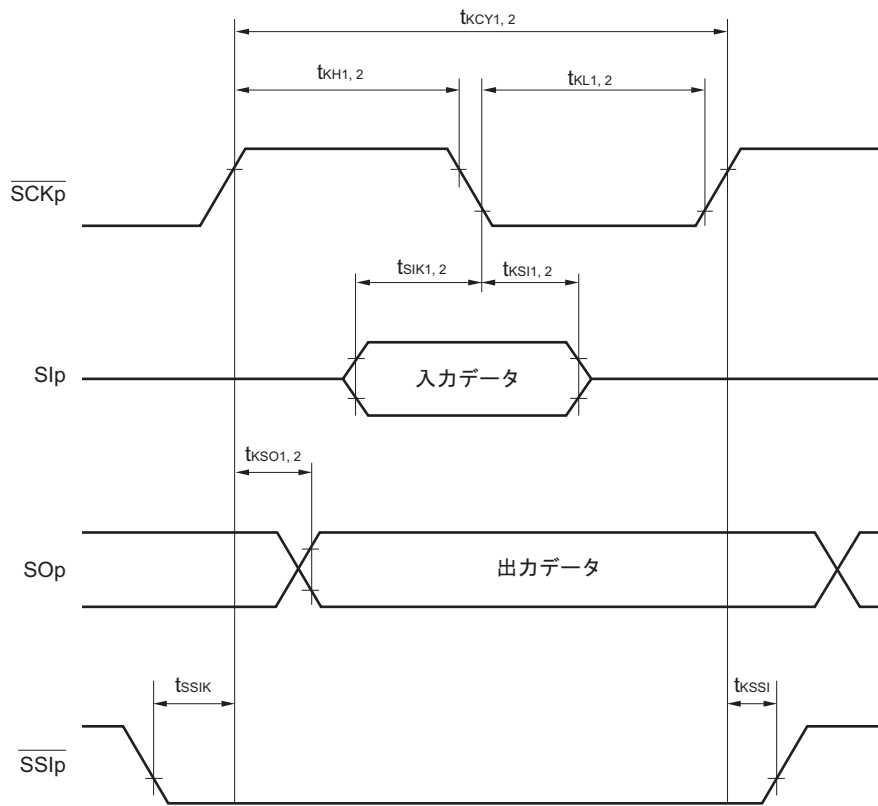 tKCY1, 2
tKH1, 2
tKL1, 2
SCKp
tSIK1, 2
tKSI1, 2
SIp
入力データ
tKSO1, 2
SOp
出力データ
tSSIK
tKSSI
SSIp